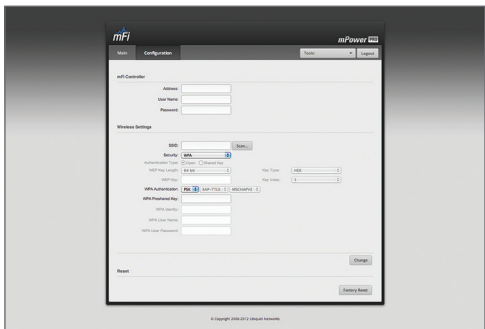 mFi
mPower PRO
Main Configuration Tools: Logout
mFi Controller
Address:
User Name:
Password:
Wireless Settings
SSID: Scan...
Security: WPA
Authentication Type: Open Shared Key
WEP Key Length: 64 bit Key Type: HEX
WEP Key: Key Index: 1
WPA Authentication: PSK EAP-TTLS MSCHAPV2
WPA Preshared Key:
WPA Identity:
WPA User Name:
WPA User Password:
Change
Reset
Factory Reset
© Copyright 2006-2012 Ubiquiti Networks